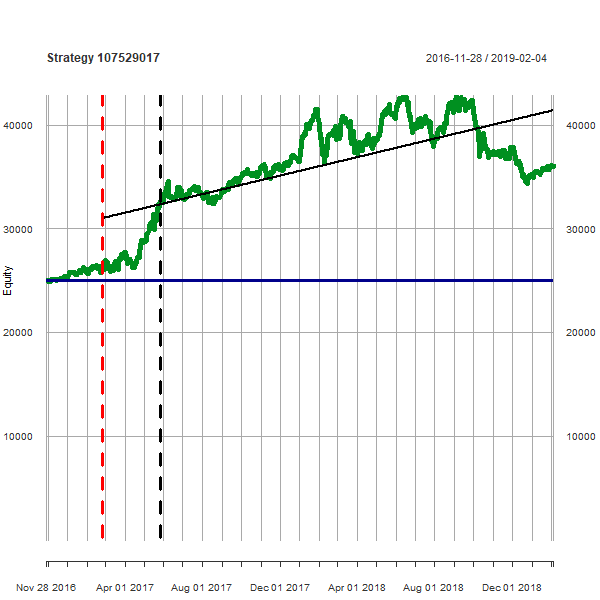 Strategy 107529017
2016-11-28 / 2019-02-04
40000
40000
30000
30000
Equity
20000
20000
10000
10000
Nov 28 2016
Apr 01 2017
Aug 01 2017
Dec 01 2017
Apr 01 2018
Aug 01 2018
Dec 01 2018